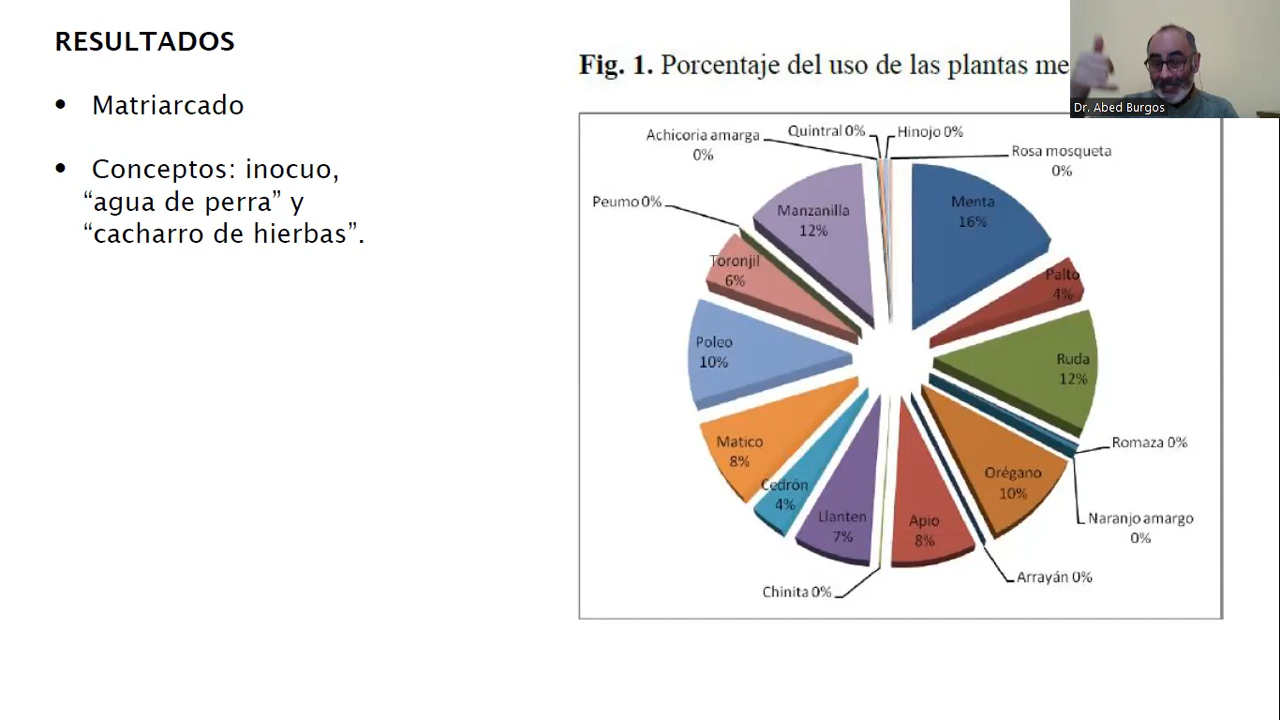 RESULTADOS
• Matriarcado
• Conceptos: inocuo,
“agua de perra” y
“cacharro de hierbas”.
Fig. 1. Porcentaje del uso de las plantas
Dr. Abed Burgos
Achicoria amarga
0%
Quintral 0%
Hinojo 0%
Rosa mosqueta
0%
Peumo 0%
Manzanilla
12%
Menta
16%
Toronjil
6%
Palto
4%
Poleo
10%
Ruda
12%
Matico
8%
Romaza 0%
Cedrón
4%
Orégano
10%
Llanten
7%
Apio
8%
Naranjo amargo
0%
Arrayán 0%
Chinita 0%